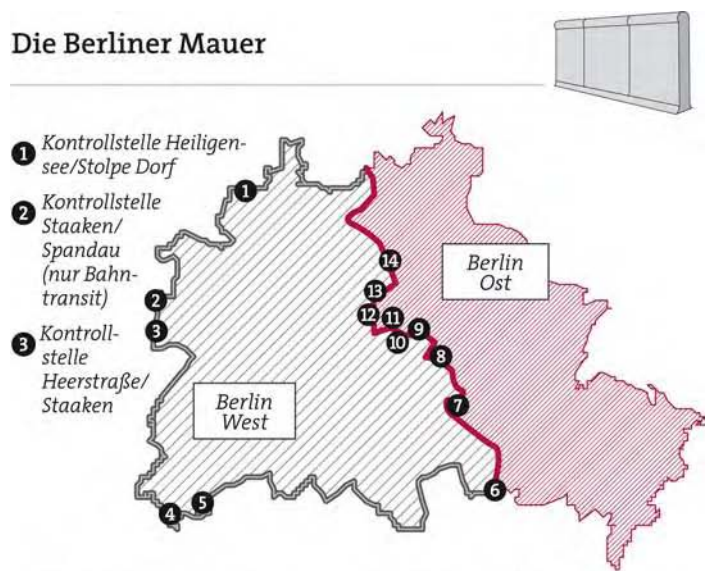 Die Berliner Mauer
1 Kontrollstelle Heiligen-
see/Stolpe Dorf
2 Kontrollstelle
Staaken/
Spandau
(nur Bahn-
transit)
3 Kontroll-
stelle
Heerstraße/
Staaken
1
2
3
4
5
6
7
8
9
10
11
12
13
14
Berlin
West
Berlin
Ost